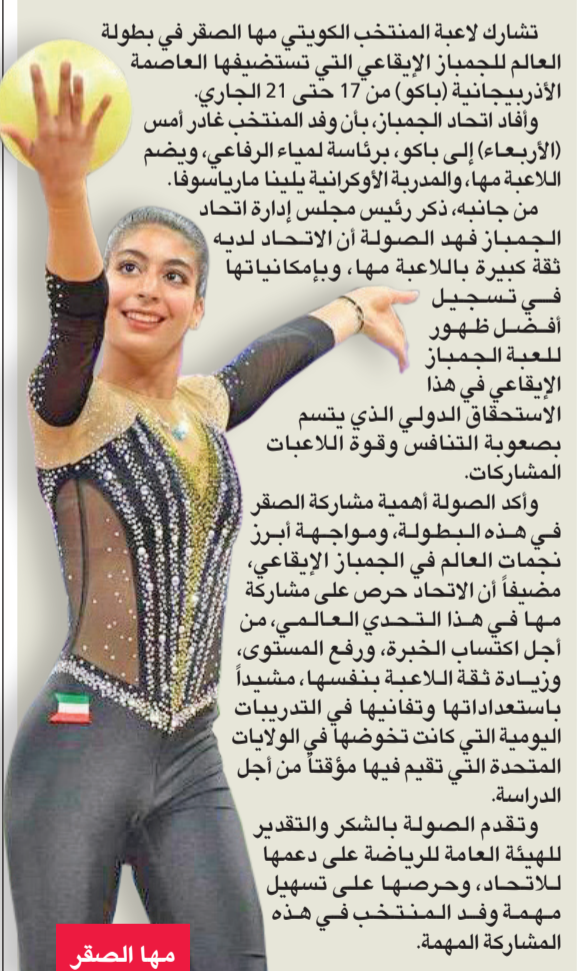 تشارك لاعبة المنتخب الكويتي مها الصقر في بطولة
العالم للجمباز الإيقاعي التي تستضيفها العاصمة
الأذربيجانية (باكو) من 17 حتى 21 الجاري.
وأفاد اتحاد الجمباز، بأن وفد المنتخب غادر أمس
(الأربعاء) إلى باكو، برئاسة لمياء الرفاعي، ويضم
اللاعبة مها، والمدربة الأوكرانية يلينا مارياسوفا.
من جانبه، ذكر رئيس مجلس إدارة اتحاد
الجمباز فهد الصولة أن الاتحاد لديه
ثقة كبيرة باللاعبة مها، وبإمكانياتها
في تسجيل
أفضل ظهور
للعبة الجمباز
الإيقاعي في هذا
الاستحقاق الدولي الذي يتسم
بصعوبة التنافس وقوة اللاعبات
المشاركات.
وأكد الصولة أهمية مشاركة الصقر
في هذه البطولة، ومواجهة أبرز
نجمات العالم في الجمباز الإيقاعي،
مضيفاً أن الاتحاد حرص على مشاركة
مها في هذا التحدي العالمي، من
أجل اكتساب الخبرة، ورفع المستوى،
وزيادة ثقة اللاعبة بنفسها، مشيداً
باستعداداتها وتفانيها في التدريبات
اليومية التي كانت تخوضها في الولايات
المتحدة التي تقيم فيها مؤقتاً من أجل
الدراسة.
وتقدم الصولة بالشكر والتقدير
للهيئة العامة للرياضة على دعمها
للاتحاد، وحرصها على تسهيل
مهمة وفد المنتخب في هذه
المشاركة المهمة.
مها الصقر